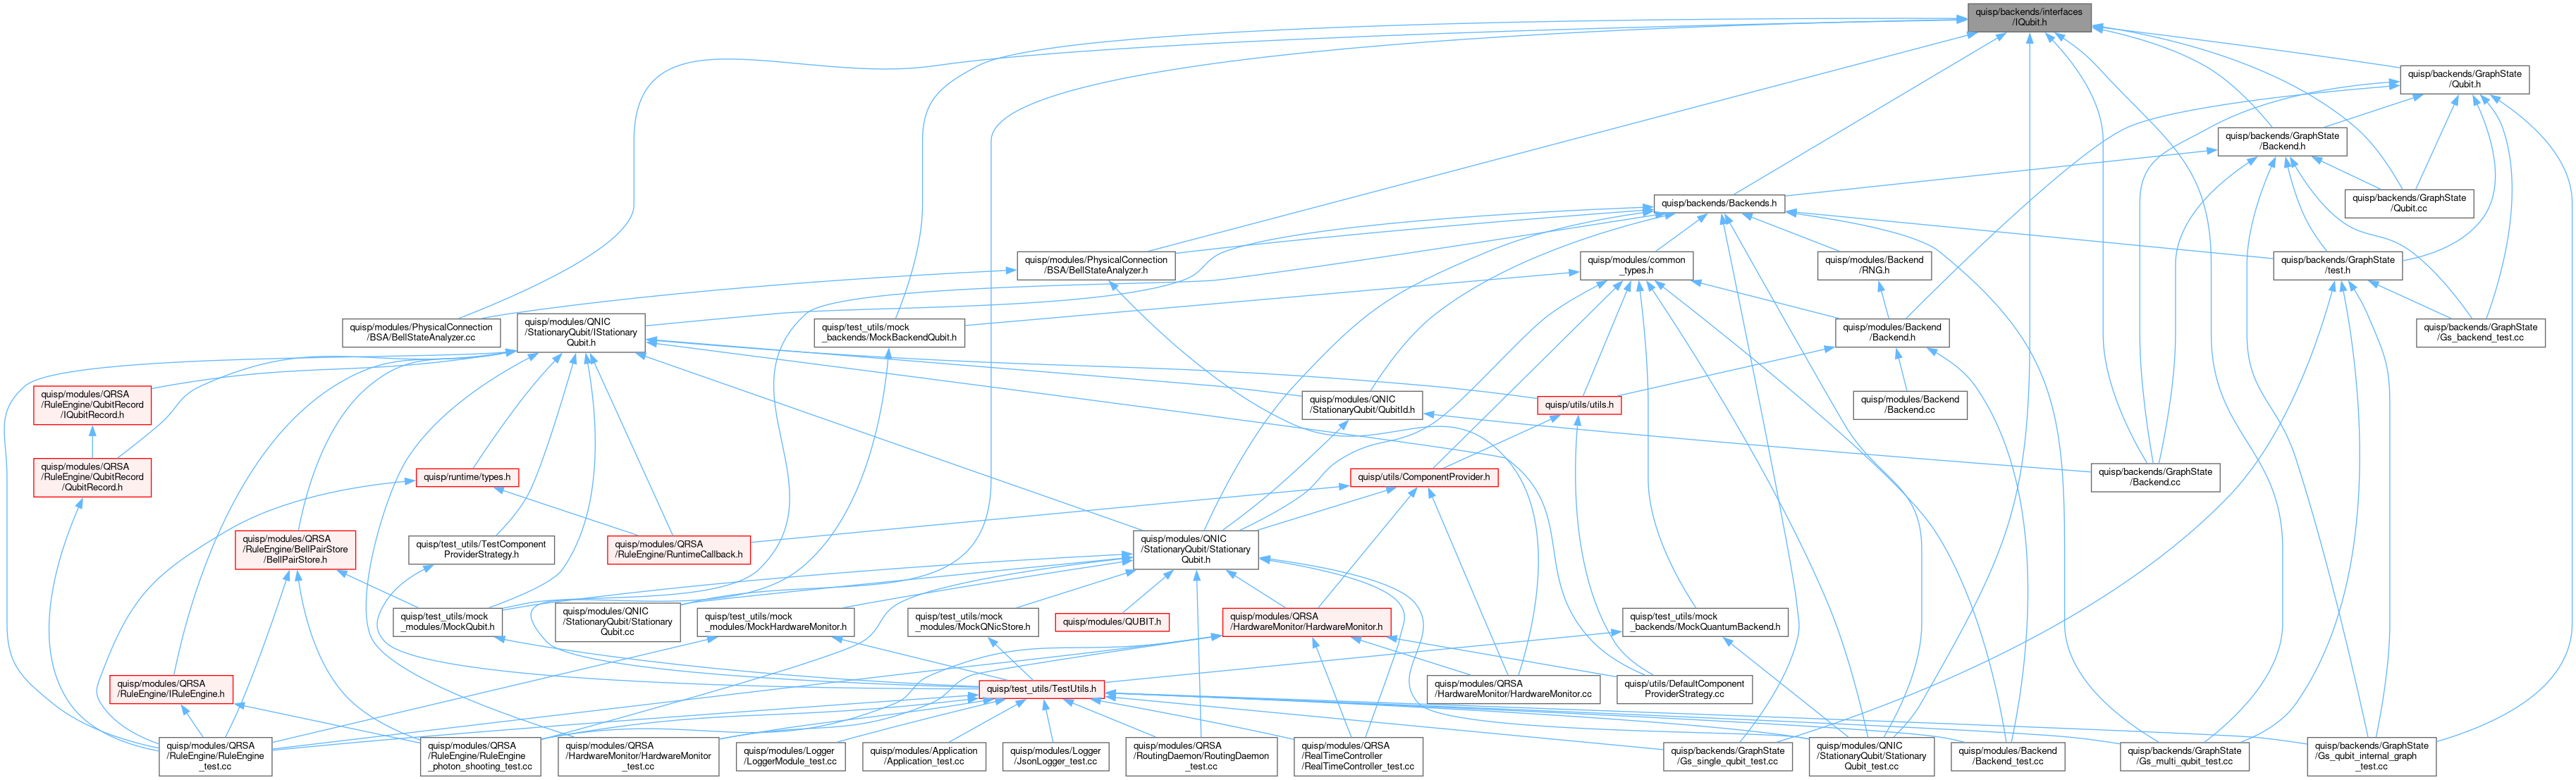 quisp/backends/interfaces
/IQubit.h
quisp/backends/GraphState
/Qubit.h
quisp/backends/GraphState
/Backend.h
quisp/backends/Backends.h
quisp/backends/GraphState
/Qubit.cc
quisp/modules/PhysicalConnection
/BSA/BellStateAnalyzer.h
quisp/modules/common
_types.h
quisp/modules/Backend
/RNG.h
quisp/backends/GraphState
/test.h
quisp/modules/PhysicalConnection
/BSA/BellStateAnalyzer.cc
quisp/modules/QNIC
/StationaryQubit/IStationary
Qubit.h
quisp/test_utils/mock
_backends/MockBackendQubit.h
quisp/modules/Backend
/Backend.h
quisp/backends/GraphState
/Gs_backend_test.cc
quisp/modules/QRSA
/RuleEngine/QubitRecord
/IQubitRecord.h
quisp/modules/QNIC
/StationaryQubit/QubitId.h
quisp/utils/utils.h
quisp/modules/Backend
/Backend.cc
quisp/modules/QRSA
/RuleEngine/QubitRecord
/QubitRecord.h
quisp/runtime/types.h
quisp/utils/ComponentProvider.h
quisp/backends/GraphState
/Backend.cc
quisp/modules/QRSA
/RuleEngine/BellPairStore
/BellPairStore.h
quisp/test_utils/TestComponent
ProviderStrategy.h
quisp/modules/QRSA
/RuleEngine/RuntimeCallback.h
quisp/modules/QNIC
/StationaryQubit/Stationary
Qubit.h
quisp/test_utils/mock
_modules/MockQubit.h
quisp/modules/QNIC
/StationaryQubit/Stationary
Qubit.cc
quisp/test_utils/mock
_modules/MockHardwareMonitor.h
quisp/test_utils/mock
_modules/MockQNicStore.h
quisp/modules/QUBIT.h
quisp/modules/QRSA
/HardwareMonitor/HardwareMonitor.h
quisp/test_utils/mock
_backends/MockQuantumBackend.h
quisp/modules/QRSA
/RuleEngine/IRuleEngine.h
quisp/test_utils/TestUtils.h
quisp/modules/QRSA
/HardwareMonitor/HardwareMonitor.cc
quisp/utils/DefaultComponent
ProviderStrategy.cc
quisp/modules/QRSA
/RuleEngine/RuleEngine
_test.cc
quisp/modules/QRSA
/RuleEngine/RuleEngine
_photon_shooting_test.cc
quisp/modules/QRSA
/HardwareMonitor/HardwareMonitor
_test.cc
quisp/modules/Logger
/LoggerModule_test.cc
quisp/modules/Application
/Application_test.cc
quisp/modules/Logger
/JsonLogger_test.cc
quisp/modules/QRSA
/RoutingDaemon/RoutingDaemon
_test.cc
quisp/modules/QRSA
/RealTimeController
/RealTimeController_test.cc
quisp/backends/GraphState
/Gs_single_qubit_test.cc
quisp/modules/QNIC
/StationaryQubit/Stationary
Qubit_test.cc
quisp/modules/Backend
/Backend_test.cc
quisp/backends/GraphState
/Gs_multi_qubit_test.cc
quisp/backends/GraphState
/Gs_qubit_internal_graph
_test.cc